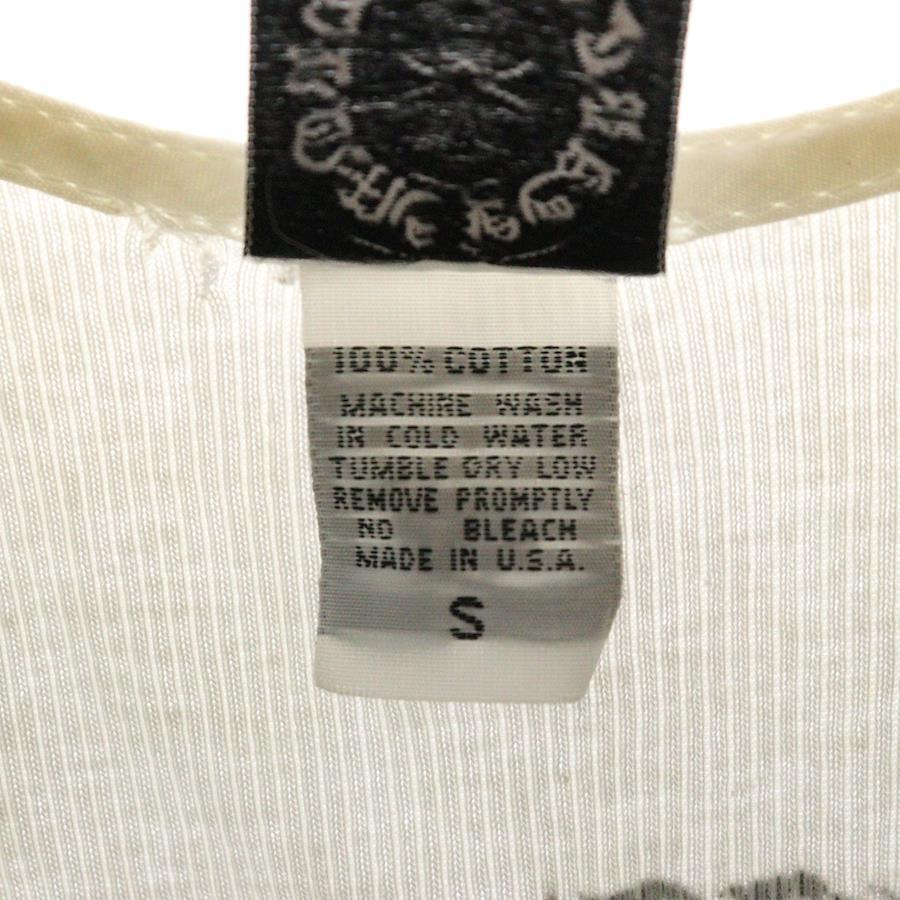 100% COTTON
MACHINE WASH
IN COLD WATER
TUMBLE DRY LOW
REMOVE PROMPTLY
NO BLEACH
MADE IN U.S.A.
S